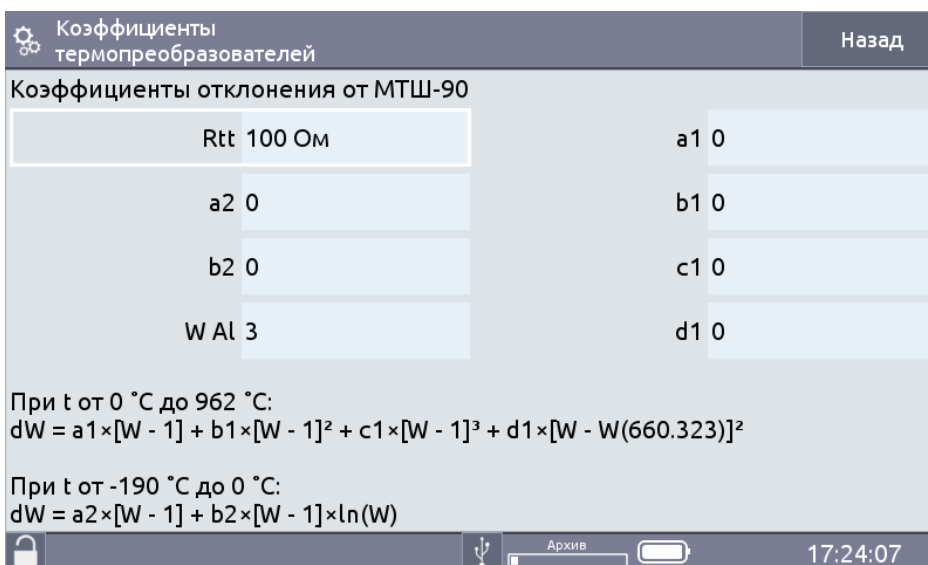 Коэффициенты
термопреобразователей
Назад
Коэффициенты отклонения от МТШ-90
Rtt 100 Ом
a1 0
a2 0
b1 0
b2 0
c1 0
W Al 3
d1 0
При t от 0 °C до 962 °C:
dW = a1×[W - 1] + b1×[W - 1]² + c1×[W - 1]³ + d1×[W - W(660.323)]²
При t от -190 °C до 0 °C:
dW = a2×[W - 1] + b2×[W - 1]×ln(W)
Архив
17:24:07